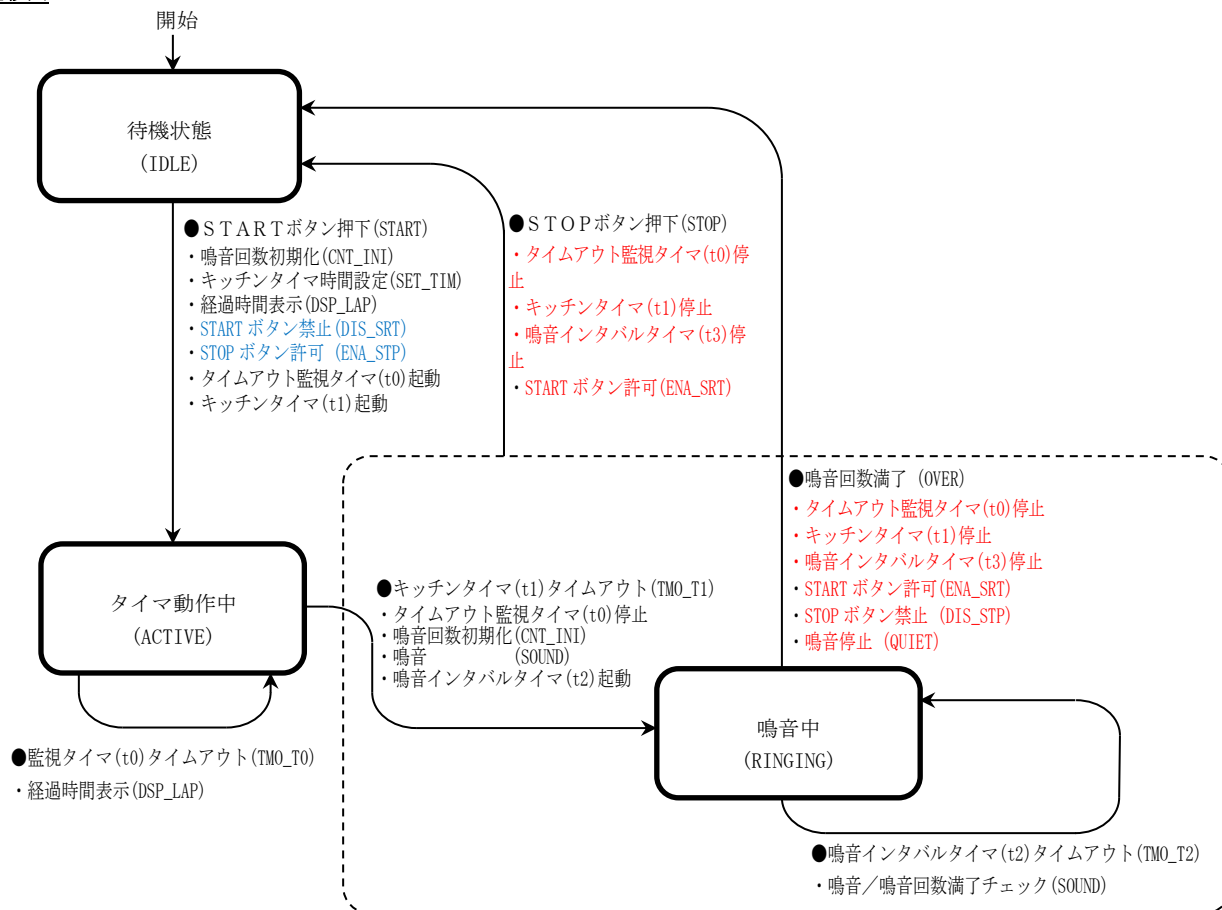 開始
待機状態
(IDLE)
●ＳＴＡＲＴボタン押下(START)
・鳴音回数初期化(CNT_INI)
・キッチンタイマ時間設定(SET_TIM)
・経過時間表示(DSP_LAP)
・START ボタン禁止(DIS_SRT)
・STOP ボタン許可 (ENA_STP)
・タイムアウト監視タイマ(t0)起動
・キッチンタイマ(t1)起動
●ＳＴＯＰボタン押下(STOP)
・タイムアウト監視タイマ(t0)停
止
・キッチンタイマ(t1)停止
・鳴音インタバルタイマ(t3)停
止
・START ボタン許可(ENA_SRT)
●鳴音回数満了 (OVER)
・タイムアウト監視タイマ(t0)停止
・キッチンタイマ(t1)停止
・鳴音インタバルタイマ(t3)停止
・START ボタン許可(ENA_SRT)
・STOP ボタン禁止 (DIS_STP)
・鳴音停止 (QUIET)
タイマ動作中
(ACTIVE)
●キッチンタイマ(t1)タイムアウト(TMO_T1)
・タイムアウト監視タイマ(t0)停止
・鳴音回数初期化(CNT_INI)
・鳴音 (SOUND)
・鳴音インタバルタイマ(t2)起動
鳴音中
(RINGING)
●監視タイマ(t0)タイムアウト(TMO_T0)
・経過時間表示(DSP_LAP)
●鳴音インタバルタイマ(t2)タイムアウト(TMO_T2)
・鳴音／鳴音回数満了チェック(SOUND)